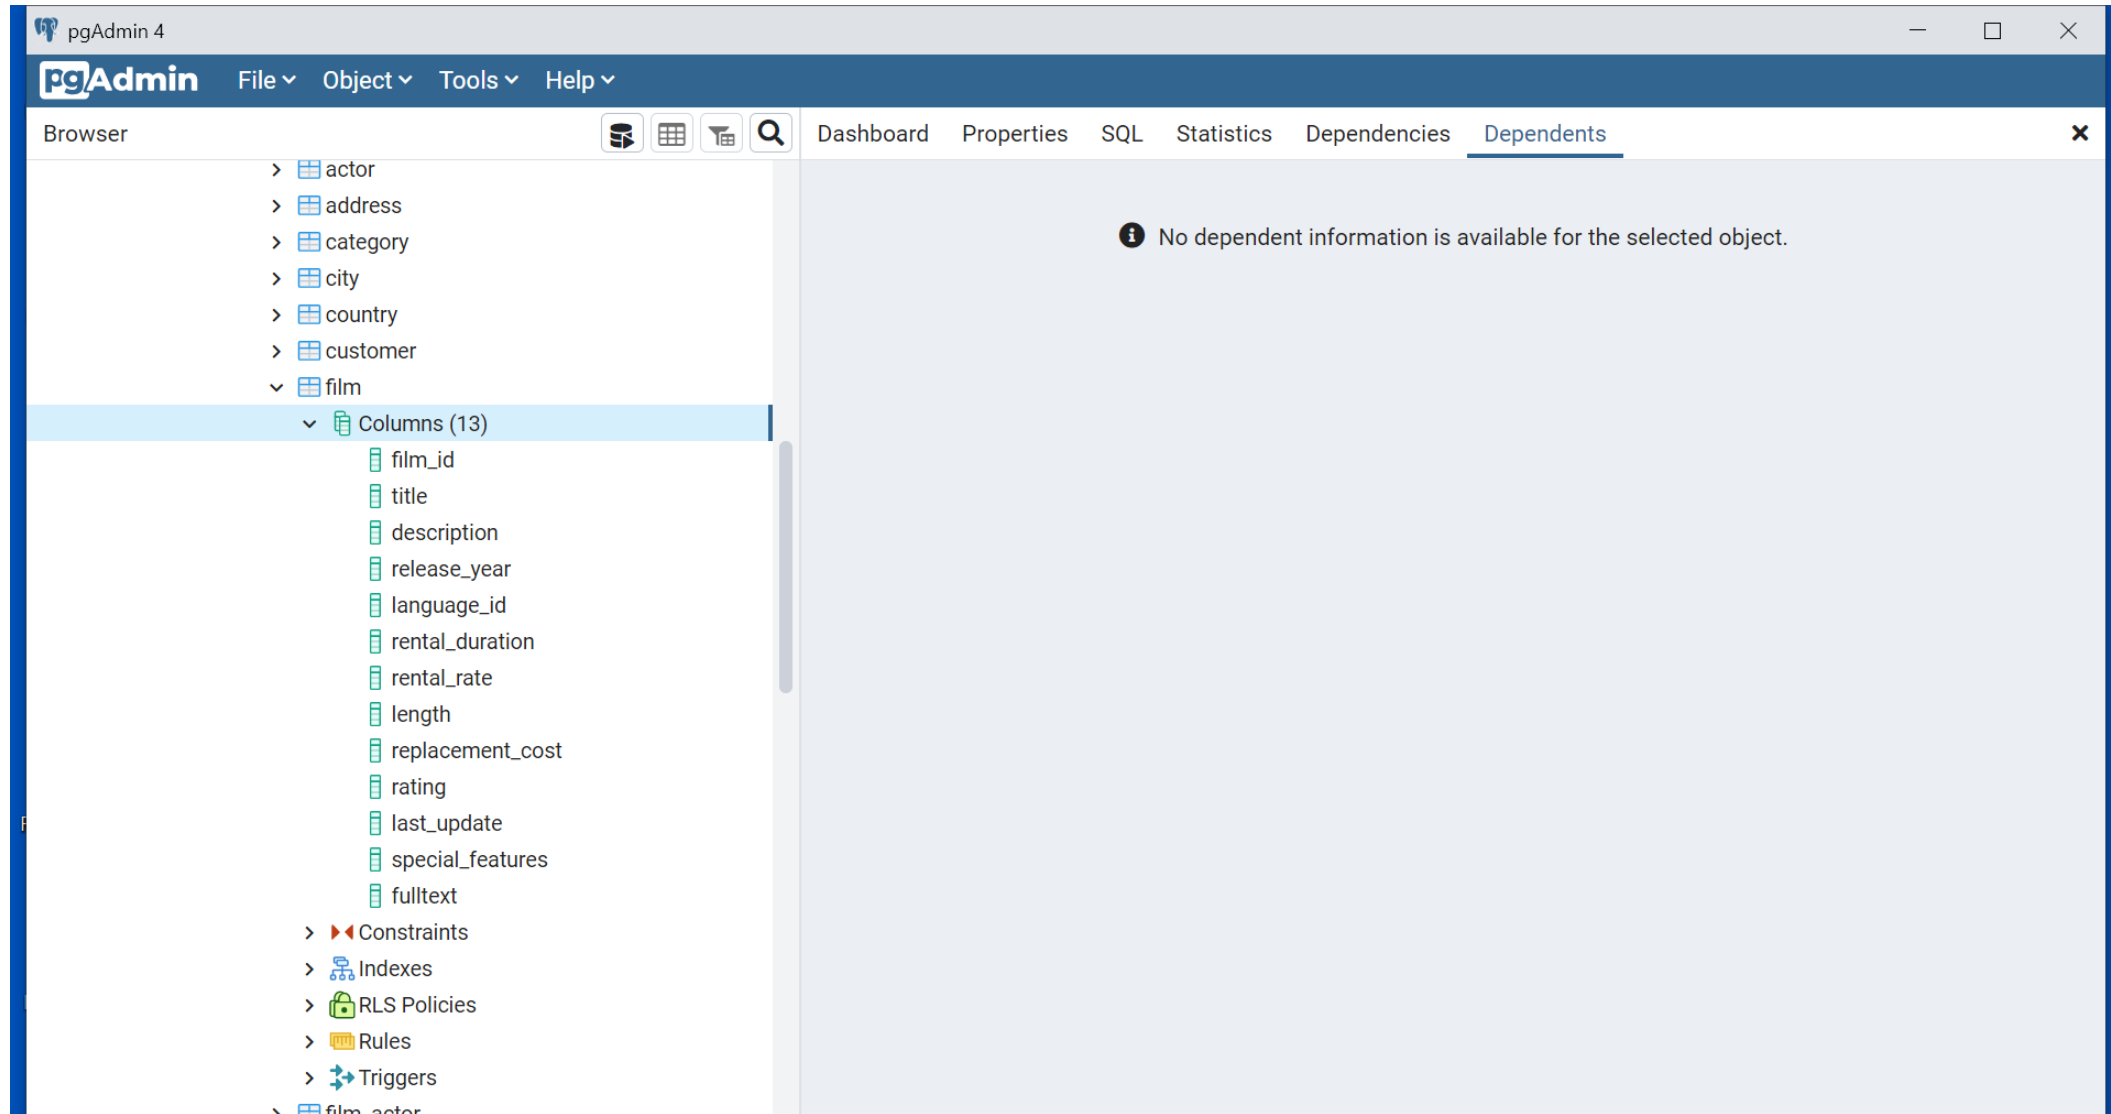 pgAdmin 4
pgAdmin File Object Tools Help
Browser
Dashboard Properties SQL Statistics Dependencies Dependents
actor
address
category
city
country
customer
film
Columns (13)
film_id
title
description
release_year
language_id
rental_duration
rental_rate
length
replacement_cost
rating
last_update
special_features
fulltext
Constraints
Indexes
RLS Policies
Rules
Triggers
film_actor
No dependent information is available for the selected object.